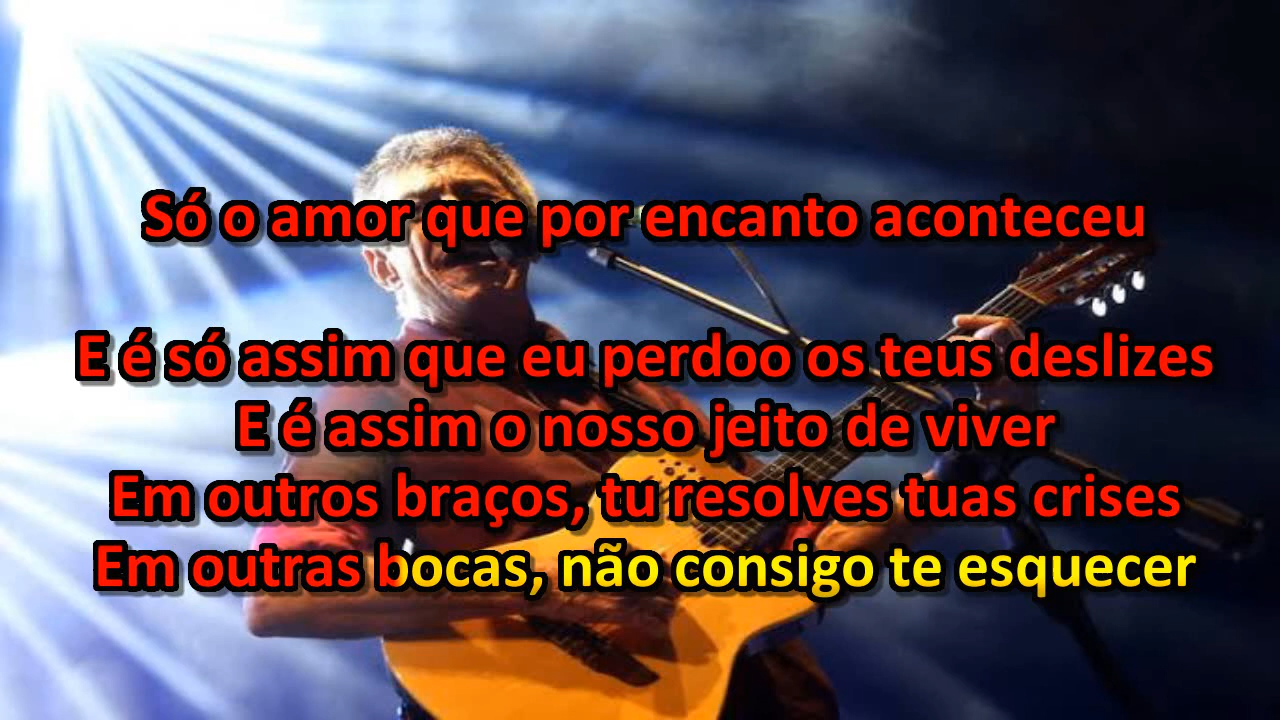 Só o amor que por encanto aconteceu
E é só assim que eu perdoo os teus deslizes
E é assim o nosso jeito de viver
Em outros braços, tu resolves tuas crises
Em outras bocas, não consigo te esquecer